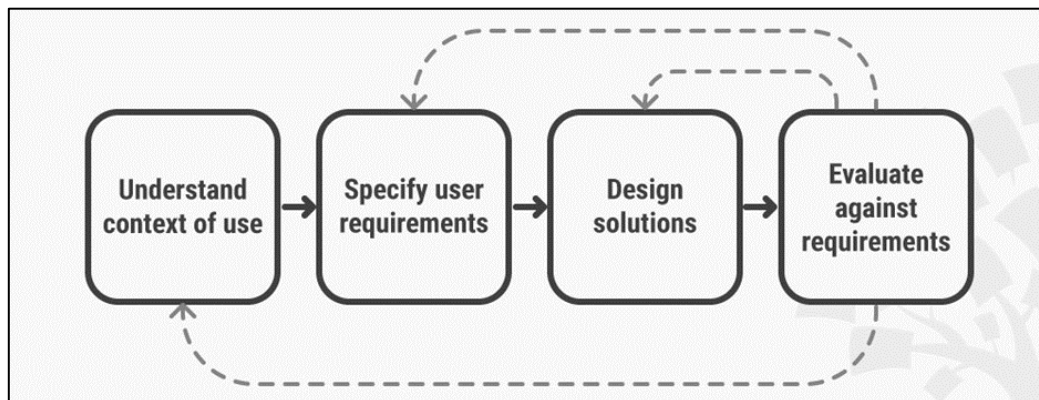 Understand
context of use
Specify user
requirements
Design
solutions
Evaluate
against
requirements